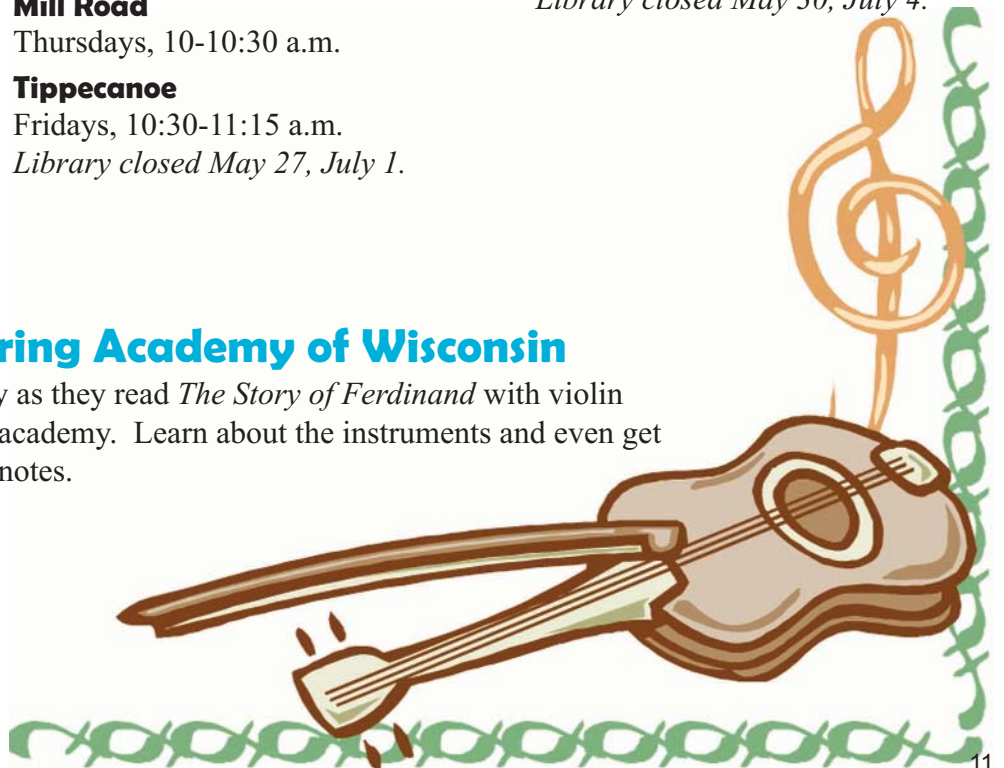 Mill Road
Thursdays, 10-10:30 a.m.
Tippecanoe
Fridays, 10:30-11:15 a.m.
Library closed May 27, July 1.
Library closed May 30, July 4.
ring Academy of Wisconsin
y as they read The Story of Ferdinand with violin
academy. Learn about the instruments and even get
notes.
11